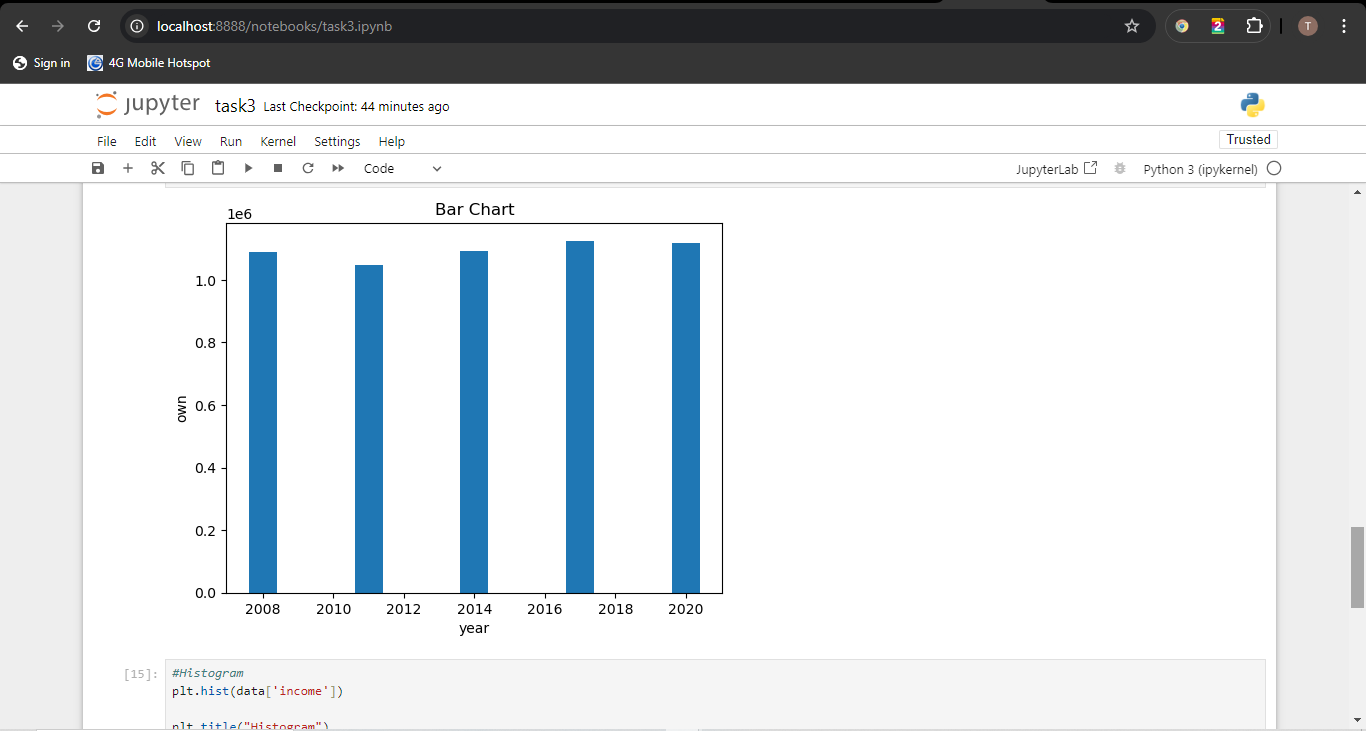 localhost:8888/notebooks/task3.ipynb
2
T
Sign in 4G Mobile Hotspot
jupyter task3 Last Checkpoint: 44 minutes ago
File Edit View Run Kernel Settings Help Trusted
Code JupyterLab Python 3 (ipykernel)
Bar Chart
1e6
1.0
0.8
0.6
0.4
0.2
0.0
own
2008 2010 2012 2014 2016 2018 2020
year
[15]: #Histogram
plt.hist(data['income'])
plt.title("Histogram")